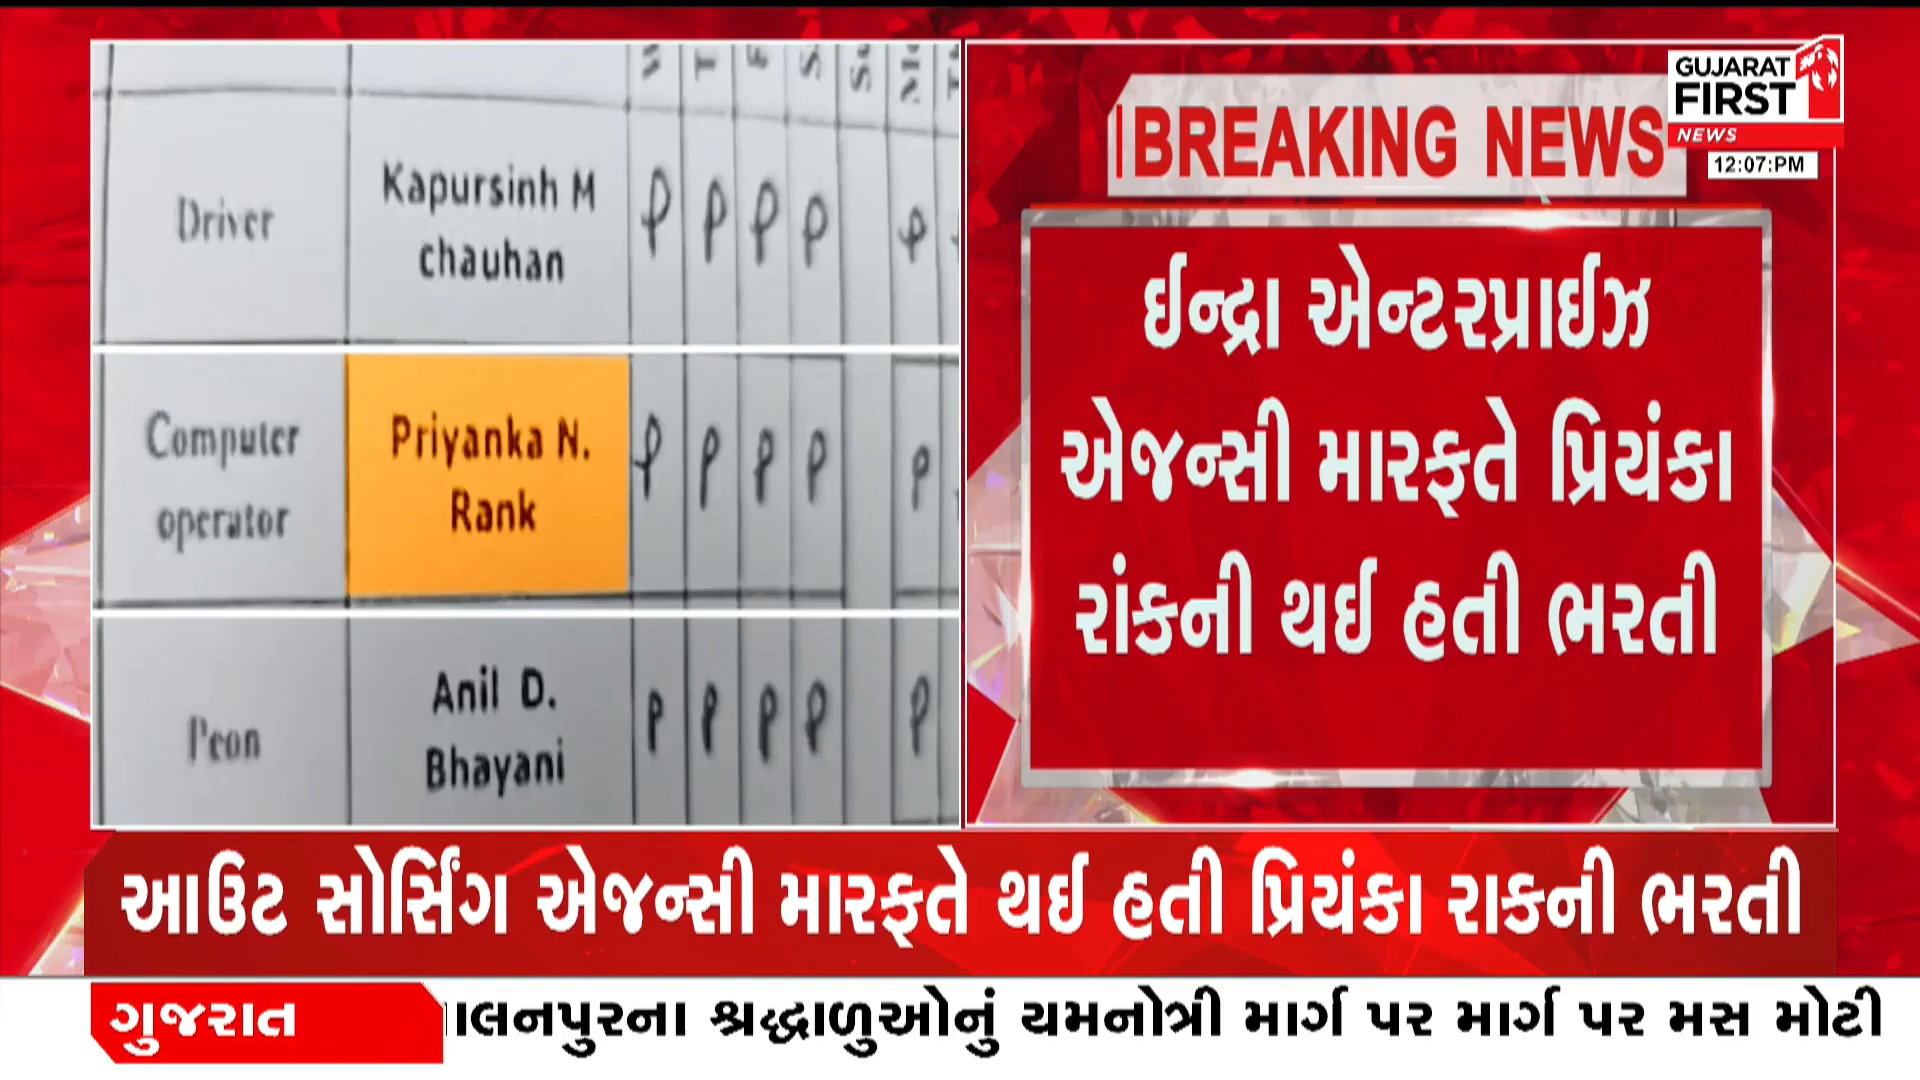 W T F S Su Mo
Driver
Kapursinh M
chauhan
P P P P P
Computer
operator
Priyanka N.
Rank
P P P P P
Peon
Anil D.
Bhayani
P P P P P
BREAKING NEWS
GUJARAT
FIRST
NEWS
12:07:PM
ઈન્દ્રા એન્ટરપ્રાઈઝ
એજન્સી મારફતે પ્રિયંકા
રાંકની થઈ હતી ભરતી
આઉટ સોર્સિંગ એજન્સી મારફતે થઈ હતી પ્રિયંકા રાકની ભરતી
ગુજરાત
ાલનપુરના શ્રદ્ધાળુઓનું યમનોત્રી માર્ગ પર માર્ગ પર મસ મોટી